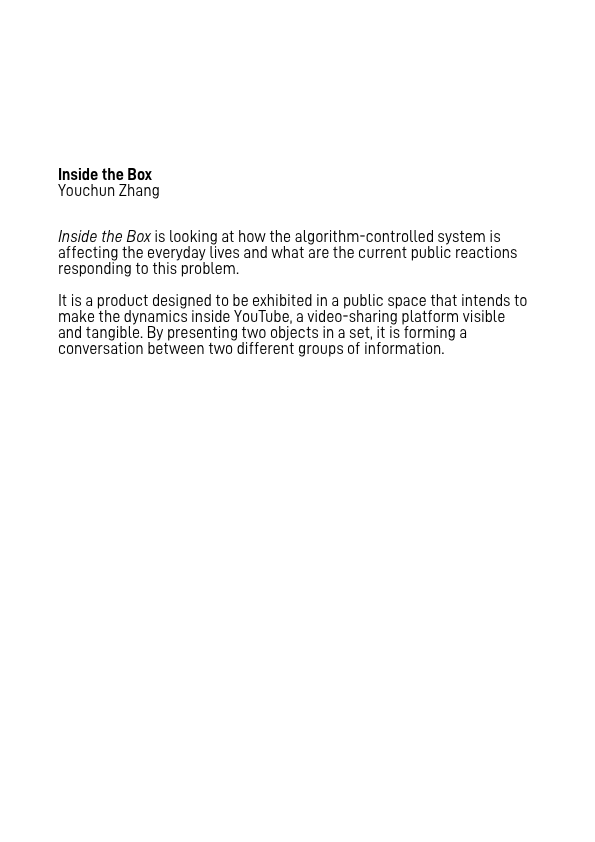 Inside the Box
Youchun Zhang
Inside the Box is looking at how the algorithm-controlled system is
affecting the everyday lives and what are the current public reactions
responding to this problem.
It is a product designed to be exhibited in a public space that intends to
make the dynamics inside YouTube, a video-sharing platform visible
and tangible. By presenting two objects in a set, it is forming a
conversation between two different groups of information.